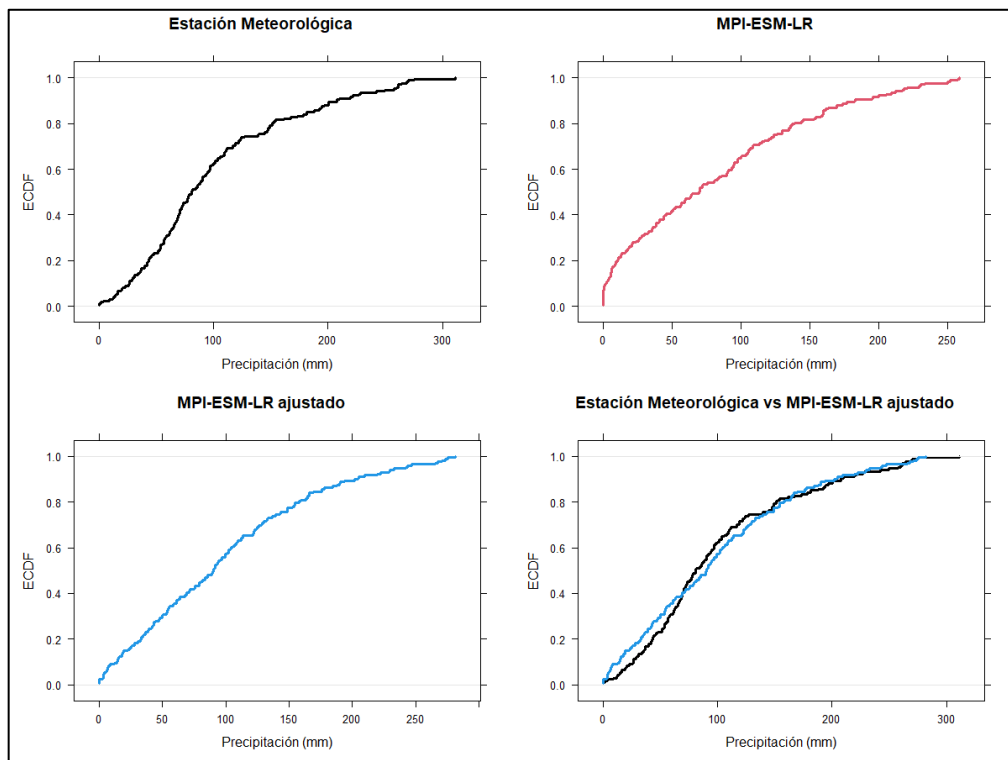 Estación Meteorológica
ECDF
1.0
0.8
0.6
0.4
0.2
0.0
0 100 200 300
Precipitación (mm)
MPI-ESM-LR
ECDF
1.0
0.8
0.6
0.4
0.2
0.0
0 50 100 150 200 250
Precipitación (mm)
MPI-ESM-LR ajustado
ECDF
1.0
0.8
0.6
0.4
0.2
0.0
0 50 100 150 200 250
Precipitación (mm)
Estación Meteorológica vs MPI-ESM-LR ajustado
ECDF
1.0
0.8
0.6
0.4
0.2
0.0
0 100 200 300
Precipitación (mm)